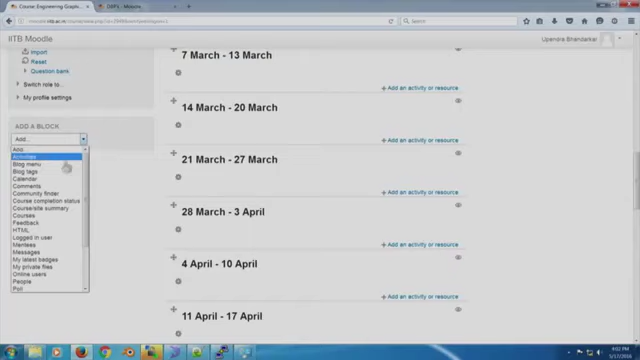 Course: Engineering Graphi...
IITB Moodle
Upendra Bhandarkar
Search
Import
Reset
Question bank
Switch role to...
My profile settings
ADD A BLOCK
Add...
Add...
Activities
Blog menu
Blog tags
Calendar
Comments
Community finder
Course completion status
Course/site summary
Courses
Feedback
HTML
Logged in user
Mentees
Messages
My latest badges
My private files
Online users
People
Poll
7 March - 13 March
Add an activity or resource
14 March - 20 March
Add an activity or resource
21 March - 27 March
Add an activity or resource
28 March - 3 April
Add an activity or resource
4 April - 10 April
Add an activity or resource
11 April - 17 April
4:02 PM